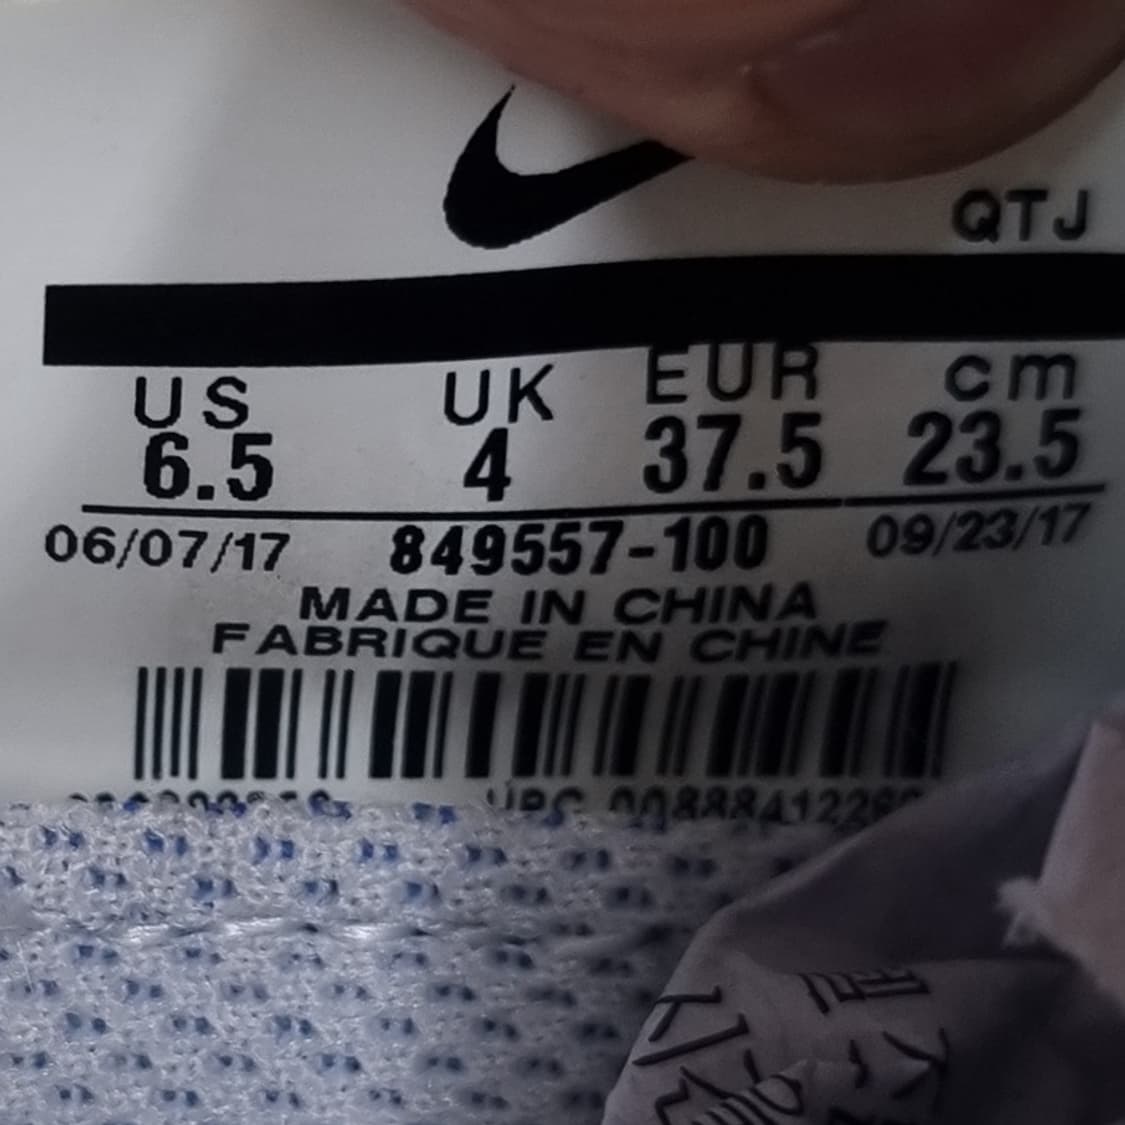 QTJ
US UK EUR cm
6.5 4 37.5 23.5
06/07/17 849557-100 09/23/17
MADE IN CHINA
FABRIQUE EN CHINE
UPC